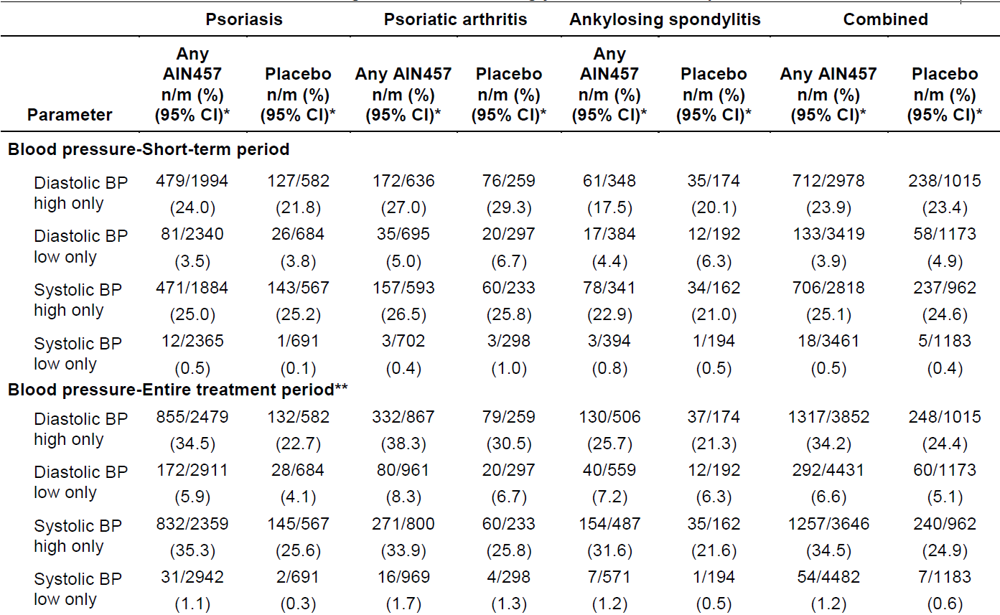 Psoriasis Psoriatic arthritis Ankylosing spondylitis Combined
Parameter Any AIN457 n/m (%) (95% CI)* Placebo n/m (%) (95% CI)* Any AIN457 n/m (%) (95% CI)* Placebo n/m (%) (95% CI)* Any AIN457 n/m (%) (95% CI)* Placebo n/m (%) (95% CI)* Any AIN457 n/m (%) (95% CI)* Placebo n/m (%) (95% CI)*
Blood pressure-Short-term period
Diastolic BP high only 479/1994 127/582 172/636 76/259 61/348 35/174 712/2978 238/1015
(24.0) (21.8) (27.0) (29.3) (17.5) (20.1) (23.9) (23.4)
Diastolic BP low only 81/2340 26/684 35/695 20/297 17/384 12/192 133/3419 58/1173
(3.5) (3.8) (5.0) (6.7) (4.4) (6.3) (3.9) (4.9)
Systolic BP high only 471/1884 143/567 157/593 60/233 78/341 34/162 706/2818 237/962
(25.0) (25.2) (26.5) (25.8) (22.9) (21.0) (25.1) (24.6)
Systolic BP low only 12/2365 1/691 3/702 3/298 3/394 1/194 18/3461 5/1183
(0.5) (0.1) (0.4) (1.0) (0.8) (0.5) (0.5) (0.4)
Blood pressure-Entire treatment period**
Diastolic BP high only 855/2479 132/582 332/867 79/259 130/506 37/174 1317/3852 248/1015
(34.5) (22.7) (38.3) (30.5) (25.7) (21.3) (34.2) (24.4)
Diastolic BP low only 172/2911 28/684 80/961 20/297 40/559 12/192 292/4431 60/1173
(5.9) (4.1) (8.3) (6.7) (7.2) (6.3) (6.6) (5.1)
Systolic BP high only 832/2359 145/567 271/800 60/233 154/487 35/162 1257/3646 240/962
(35.3) (25.6) (33.9) (25.8) (31.6) (21.6) (34.5) (24.9)
Systolic BP low only 31/2942 2/691 16/969 4/298 7/571 1/194 54/4482 7/1183
(1.1) (0.3) (1.7) (1.3) (1.2) (0.5) (1.2) (0.6)